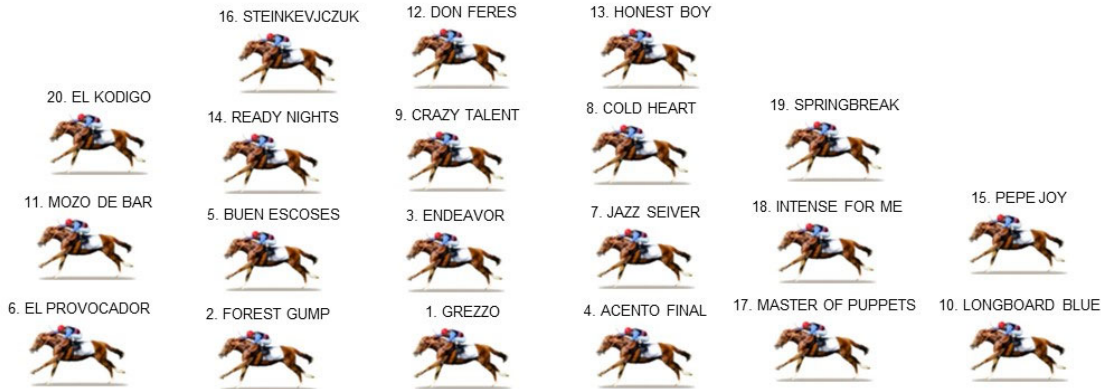 16. STEINKEVJCZUK
12. DON FERES
13. HONEST BOY
20. EL KODIGO
14. READY NIGHTS
9. CRAZY TALENT
8. COLD HEART
19. SPRINGBREAK
11. MOZO DE BAR
5. BUEN ESCOSES
3. ENDEAVOR
7. JAZZ SEIVER
18. INTENSE FOR ME
15. PEPE JOY
6. EL PROVOCADOR
2. FOREST GUMP
1. GREZZO
4. ACENTO FINAL
17. MASTER OF PUPPETS
10. LONGBOARD BLUE